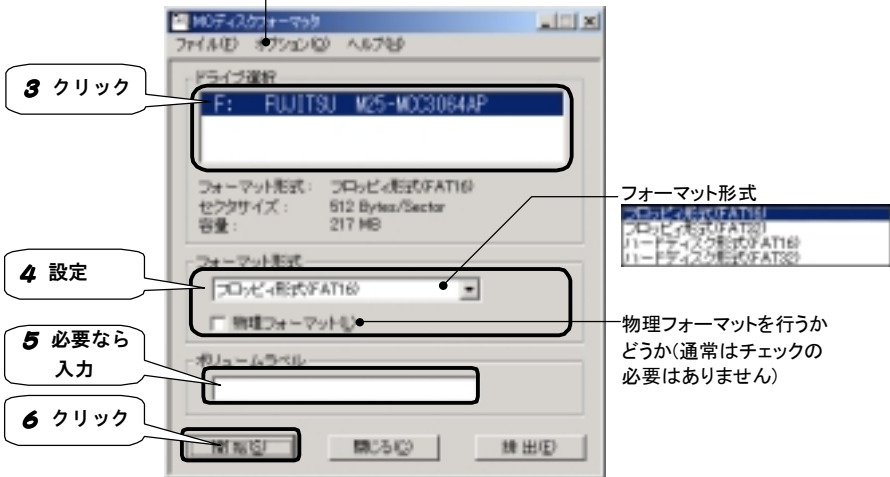 MOディスクフォーマッタ
ファイル(F) オプション(O) ヘルプ(H)
ドライブ選択
3 クリック
F: FUJITSU M25-MCC3064AP
フォーマット形式: フロッピィ形式(FAT16)
セクタサイズ: 512 Bytes/Sector
容量: 217 MB
フォーマット形式
フロッピィ形式(FAT16)
フロッピィ形式(FAT32)
ハードディスク形式(FAT16)
ハードディスク形式(FAT32)
フォーマット形式
4 設定
フロッピィ形式(FAT16)
物理フォーマット(L)
物理フォーマットを行うか
どうか(通常はチェックの
必要はありません)
5 必要なら
入力
ボリュームラベル
6 クリック
開始(S) 閉じる(C) 排出(E)